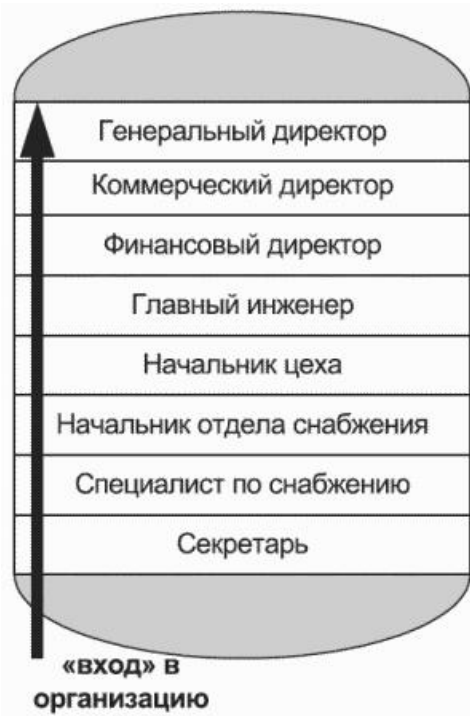 Генеральный директор
Коммерческий директор
Финансовый директор
Главный инженер
Начальник цеха
Начальник отдела снабжения
Специалист по снабжению
Секретарь
«вход» в
организацию